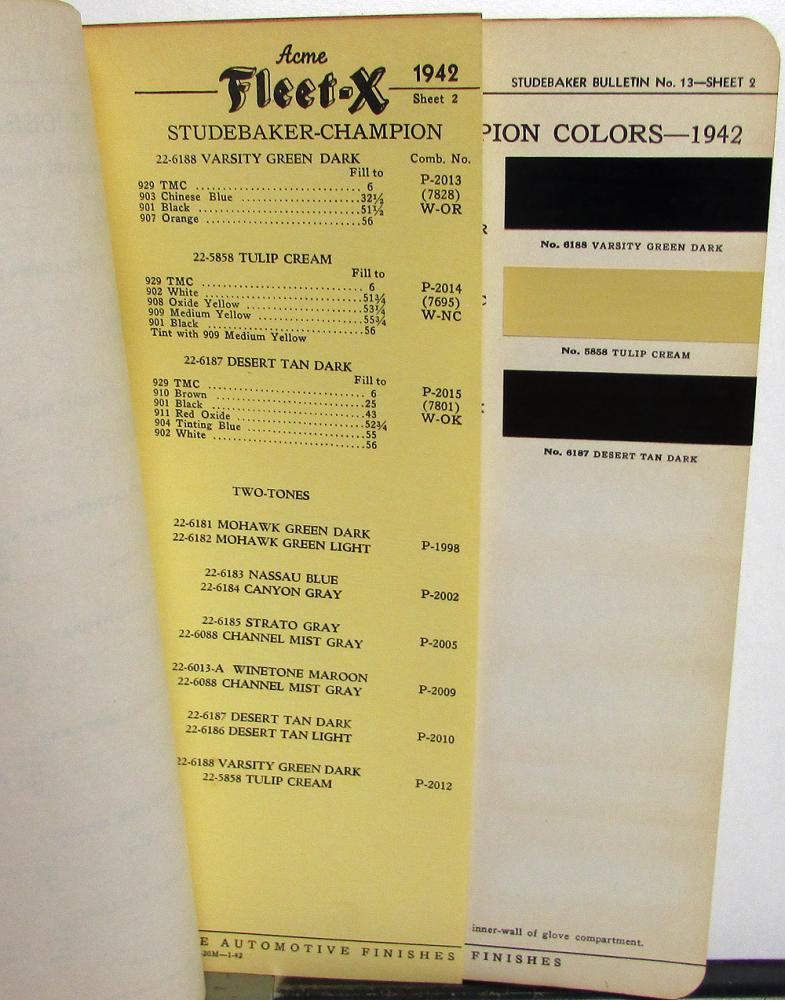 Acme
Fleet-X
1942
Sheet 2
STUDEBAKER-CHAMPION
22-6188 VARSITY GREEN DARK Comb. No.
Fill to
929 TMC 6 P-2013
903 Chinese Blue 32½ (7828)
901 Black 51½ W-OR
907 Orange 56
22-5858 TULIP CREAM
Fill to
929 TMC 6 P-2014
902 White 51¾ (7695)
908 Oxide Yellow 53¼ W-NC
909 Medium Yellow 55¾
901 Black 56
Tint with 909 Medium Yellow
22-6187 DESERT TAN DARK
Fill to
929 TMC 6 P-2015
910 Brown 25 (7801)
901 Black 43 W-OK
911 Red Oxide 52¾
904 Tinting Blue 55
902 White 56
TWO-TONES
22-6181 MOHAWK GREEN DARK
22-6182 MOHAWK GREEN LIGHT P-1998
22-6183 NASSAU BLUE
22-6184 CANYON GRAY P-2002
22-6185 STRATO GRAY
22-6088 CHANNEL MIST GRAY P-2005
22-6013-A WINETONE MAROON
22-6088 CHANNEL MIST GRAY P-2009
22-6187 DESERT TAN DARK
22-6186 DESERT TAN LIGHT P-2010
22-6188 VARSITY GREEN DARK
22-5858 TULIP CREAM P-2012
E AUTOMOTIVE FINISHES
20M—1-42
STUDEBAKER BULLETIN No. 13—SHEET 2
PION COLORS—1942
No. 6188 VARSITY GREEN DARK
No. 5858 TULIP CREAM
No. 6187 DESERT TAN DARK
inner-wall of glove compartment.
FINISHES